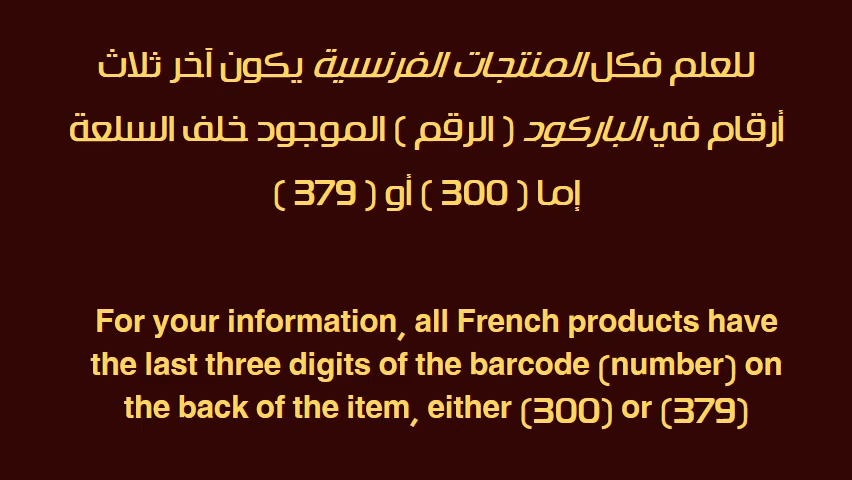 للعلم فكل المنتجات الفرنسية يكون آخر ثلاث
أرقام في الباركود ( الرقم ) الموجود خلف السلعة
إما ( 300 ) أو ( 379 )
For your information, all French products have
the last three digits of the barcode (number) on
the back of the item, either (300) or (379)